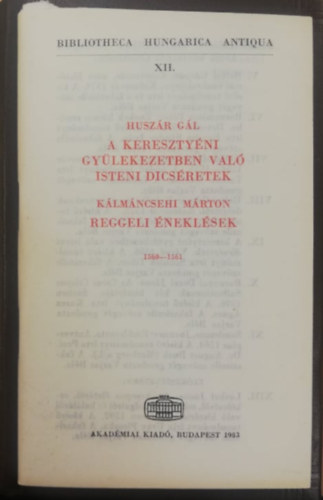 BIBLIOTHECA HUNGARICA ANTIQUA
XII.
HUSZÁR GÁL
A KERESZTYÉNI
GYÜLEKEZETBEN VALÓ
ISTENI DICSÉRETEK
KÁLMÁNCSEHI MÁRTON
REGGELI ÉNEKLÉSEK
1560—1561
AKADÉMIAI KIADÓ, BUDAPEST 1983